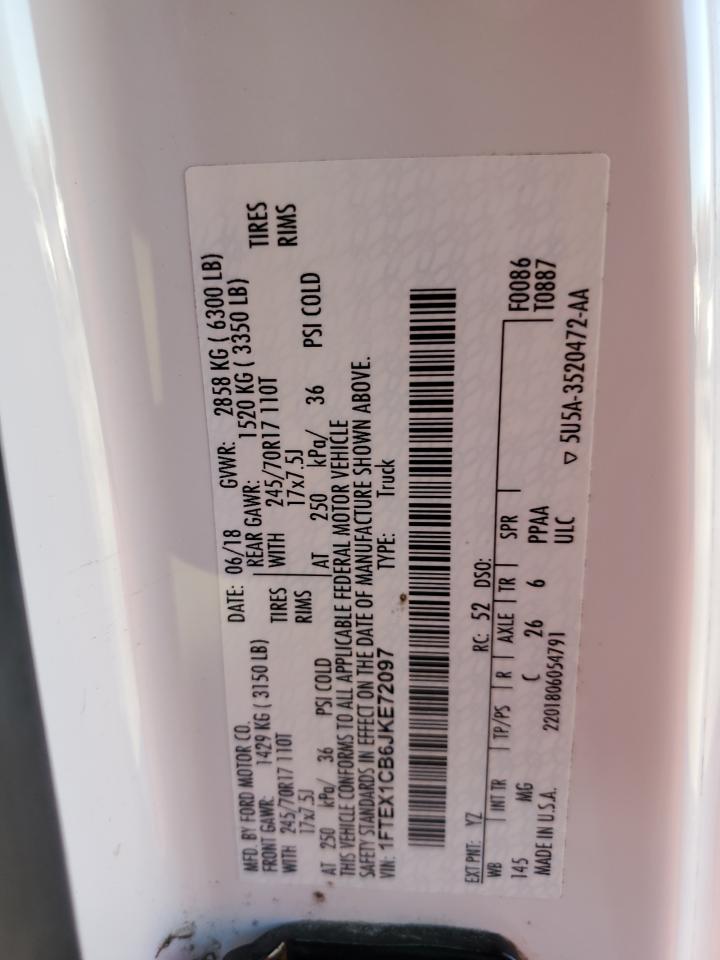 MFD. BY FORD MOTOR CO.
DATE: 06/18 GVWR: 2858 KG ( 6300 LB)
FRONT GAWR: 1429 KG ( 3150 LB) REAR GAWR: 1520 KG ( 3350 LB)
WITH 245/70R17 110T TIRES WITH 245/70R17 110T TIRES
17x7.5J RIMS 17x7.5J RIMS
AT 250 kPa/ 36 PSI COLD AT 250 kPa/ 36 PSI COLD
THIS VEHICLE CONFORMS TO ALL APPLICABLE FEDERAL MOTOR VEHICLE
SAFETY STANDARDS IN EFFECT ON THE DATE OF MANUFACTURE SHOWN ABOVE.
VIN: 1FTEX1CB6JKE72097 TYPE: Truck
EXT PNT: YZ RC: 52 DSO:
WB INT TR TP/PS R AXLE TR SPR F0086
145 MG C 26 6 PPAA T0887
MADE IN U.S.A. 2201806054791 ULC
▽ 5U5A-3520472-AA